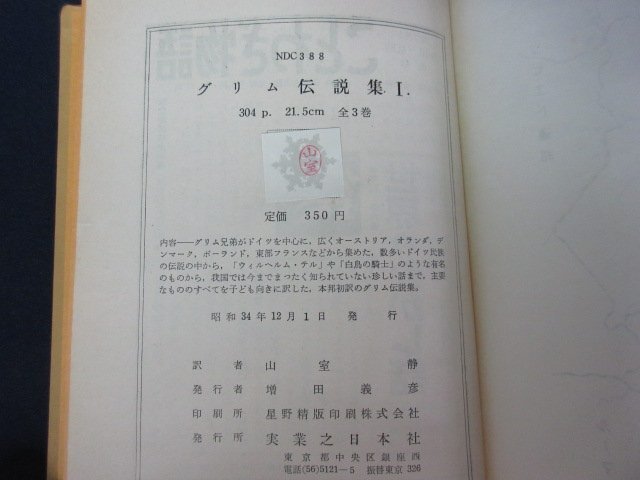 NDC388
グリム伝説集 I.
304 p. 21.5cm 全3巻
山室
定価 350円
内容――グリム兄弟がドイツを中心に，広くオーストリア，オランダ，デ
ンマーク，ポーランド，東部フランスなどから集めた，数多いドイツ民族
の伝説の中から，「ウィルヘルム・テル」や「白鳥の騎士」のような有名
のものから，我国では今までまったく知られていない珍しい話まで，主要
なもののすべてを子ども向きに訳した，本邦初訳のグリム伝説集。
昭和34年12月1日 発行
訳者 山室静
発行者 増田義彦
印刷所 星野精版印刷株式会社
発行所 実業之日本社
東京都中央区銀座西
電話(56)5121―5 振替東京326